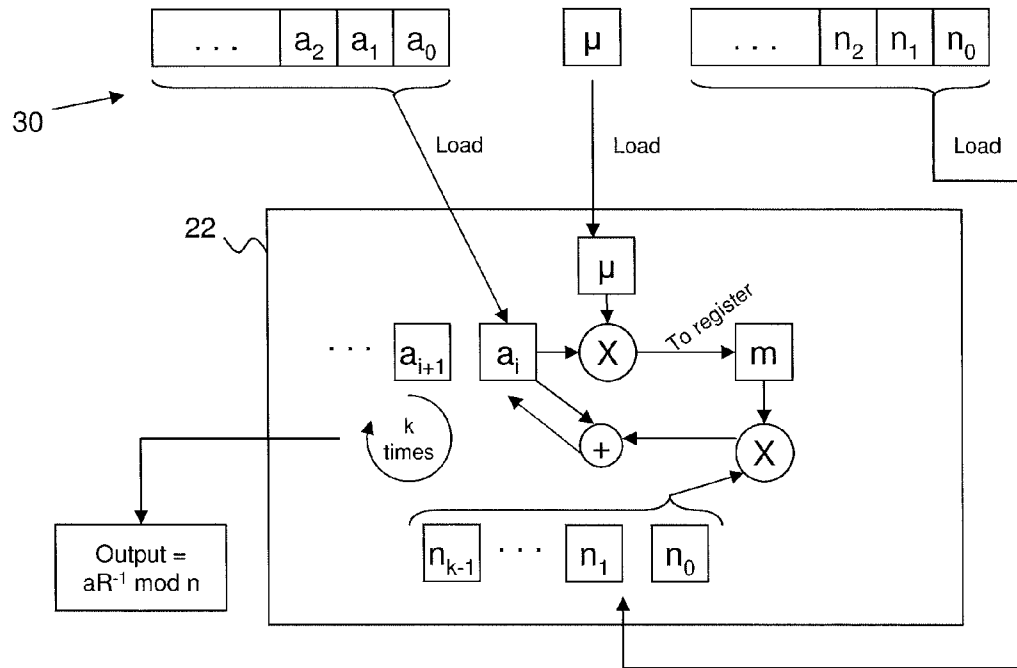 . . . a₂ a₁ a₀
μ
. . . n₂ n₁ n₀
30
Load
Load
Load
22
μ
To register
. . . aᵢ₊₁ aᵢ X m
k
times
+
X
Output =
aR⁻¹ mod n
nₖ₋₁ . . . n₁ n₀